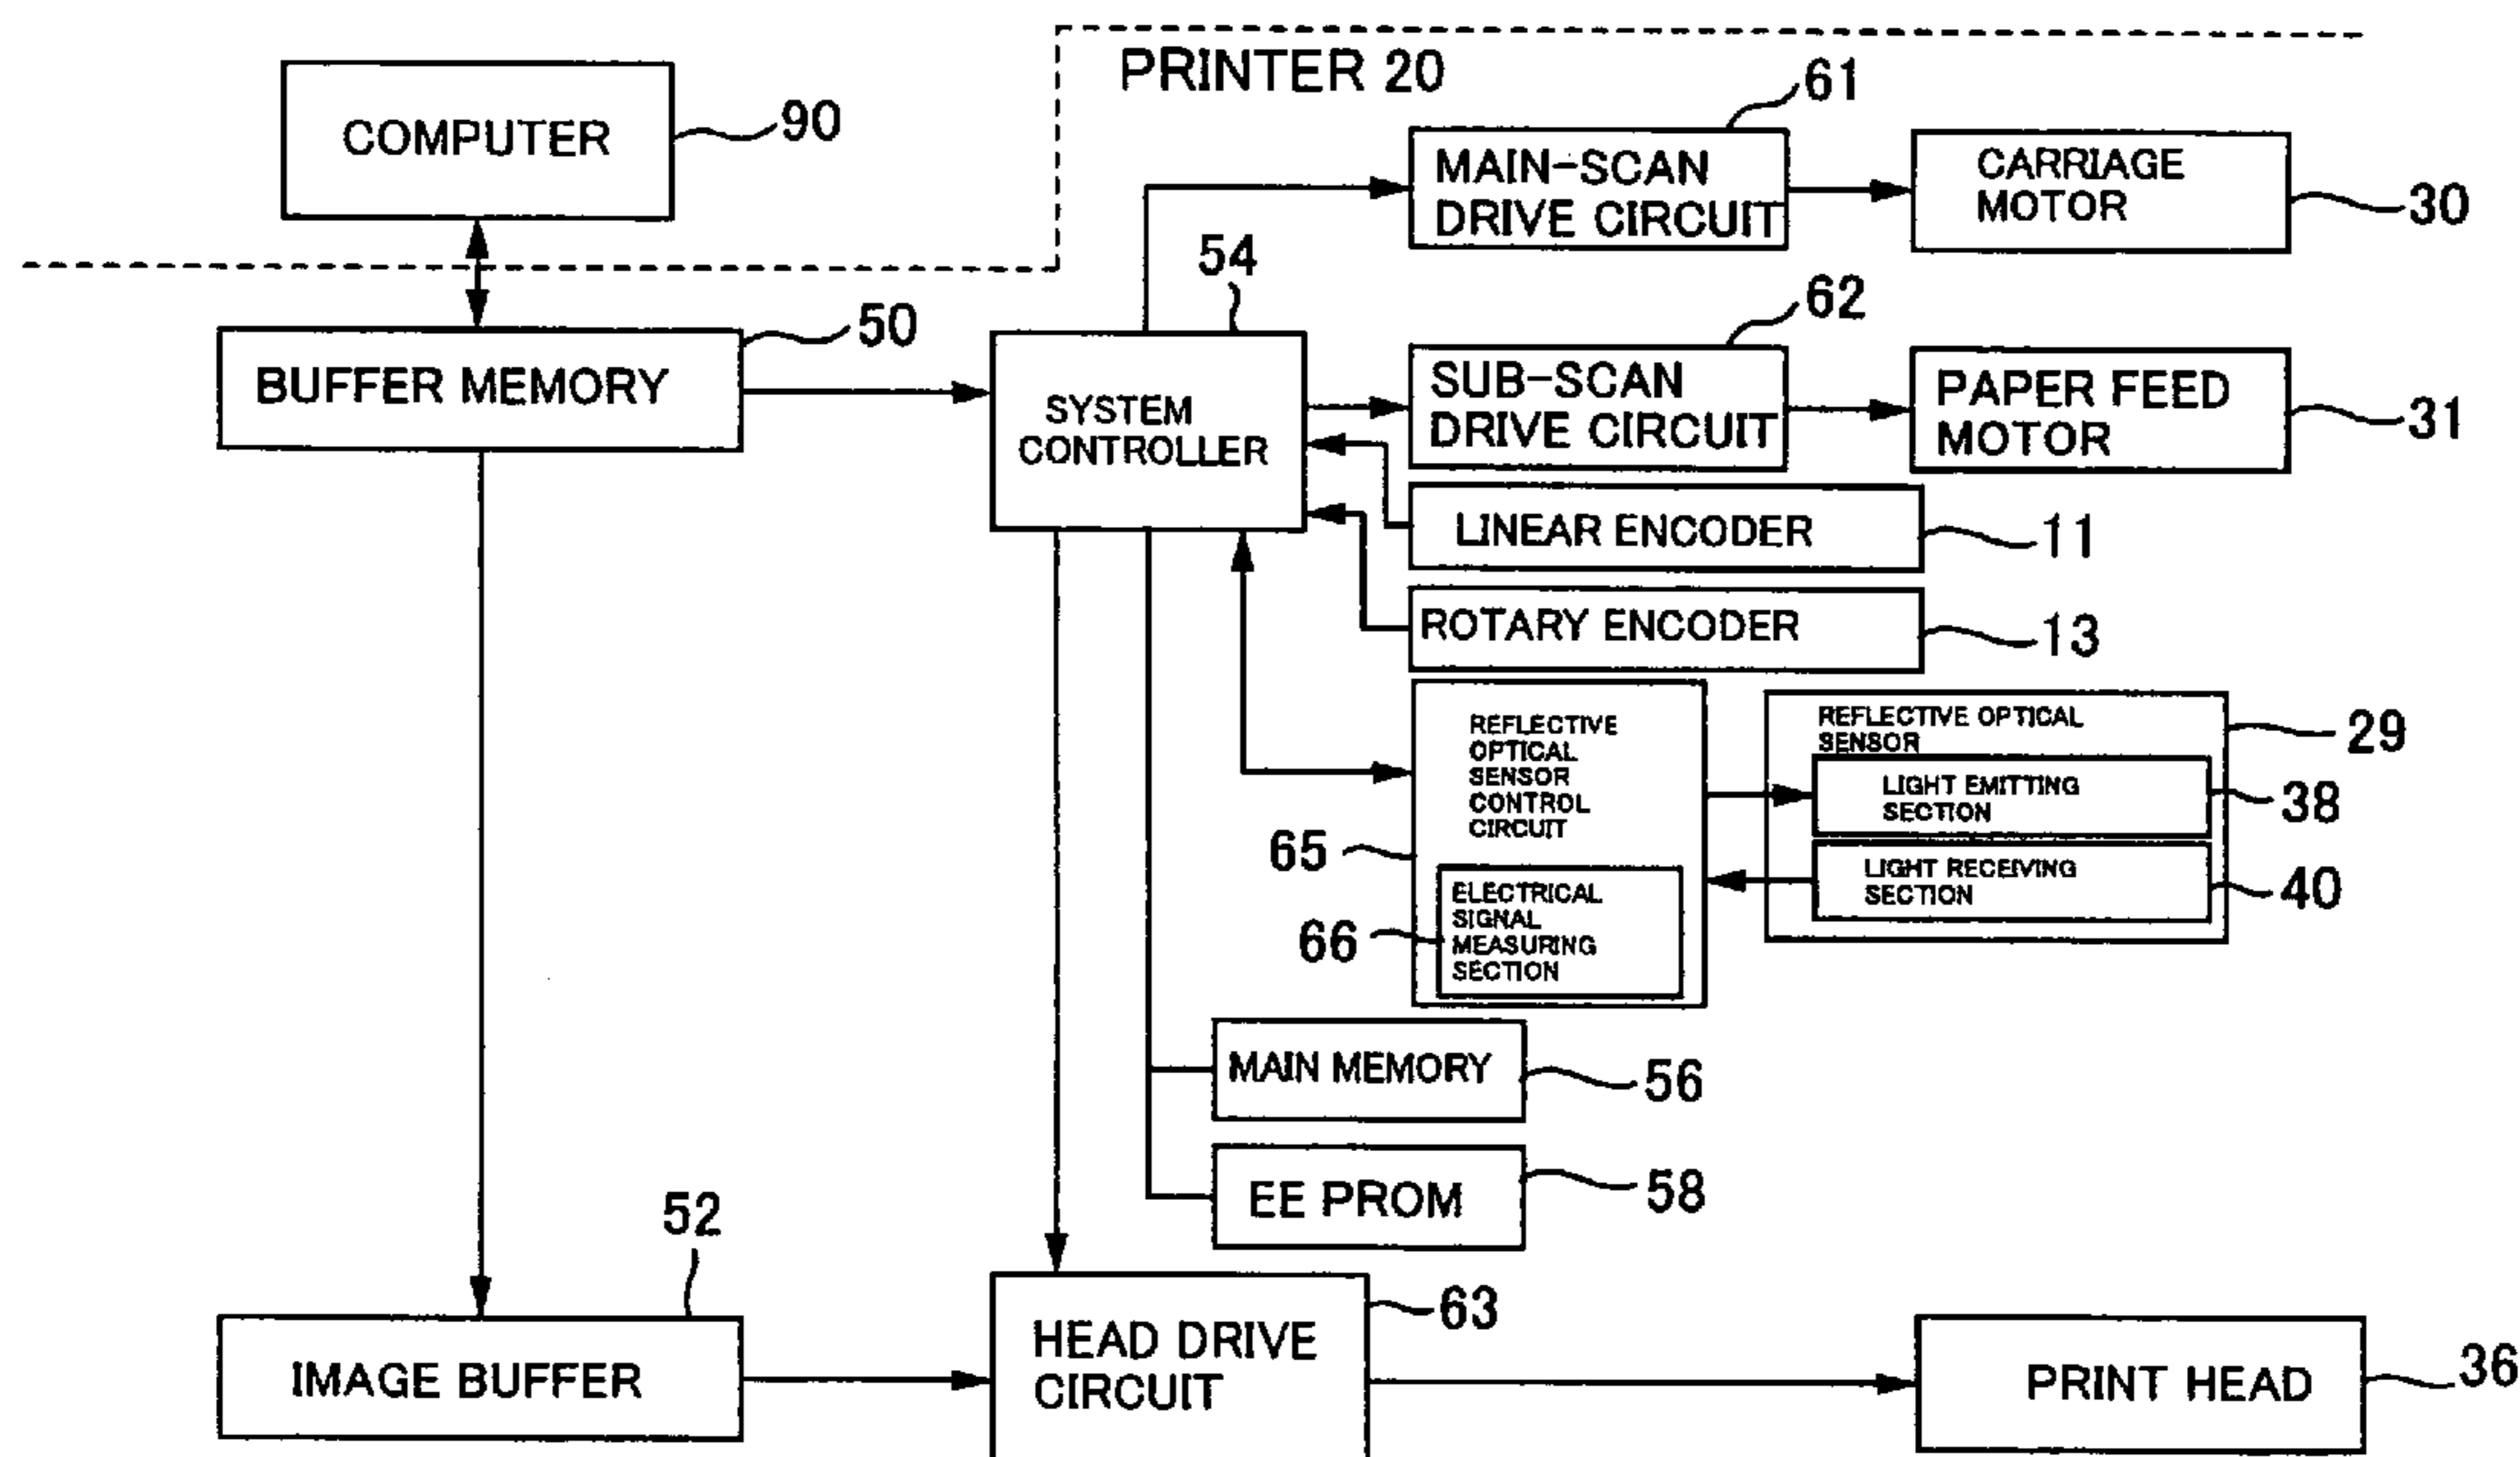 PRINTER 20
COMPUTER
90
61
MAIN-SCAN
DRIVE CIRCUIT
CARRIAGE
MOTOR
30
54
50
BUFFER MEMORY
SYSTEM
CONTROLLER
62
SUB-SCAN
DRIVE CIRCUIT
PAPER FEED
MOTOR
31
LINEAR ENCODER
11
ROTARY ENCODER
13
REFLECTIVE
OPTICAL
SENSOR
CONTROL
CIRCUIT
65
ELECTRICAL
SIGNAL
MEASURING
SECTION
66
REFLECTIVE OPTICAL
SENSOR
29
LIGHT EMITTING
SECTION
38
LIGHT RECEIVING
SECTION
40
MAIN MEMORY
56
EE PROM
58
52
IMAGE BUFFER
HEAD DRIVE
CIRCUIT
63
PRINT HEAD
36